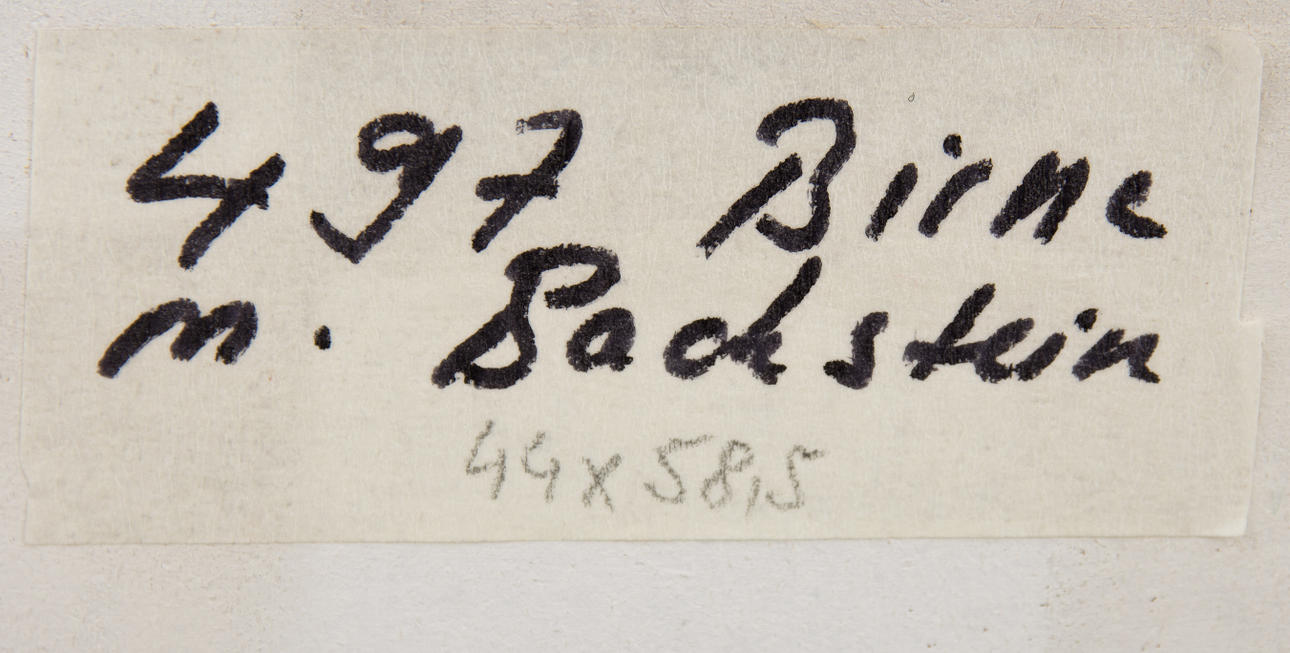 497 Birne
m. Backstein
44x58,5